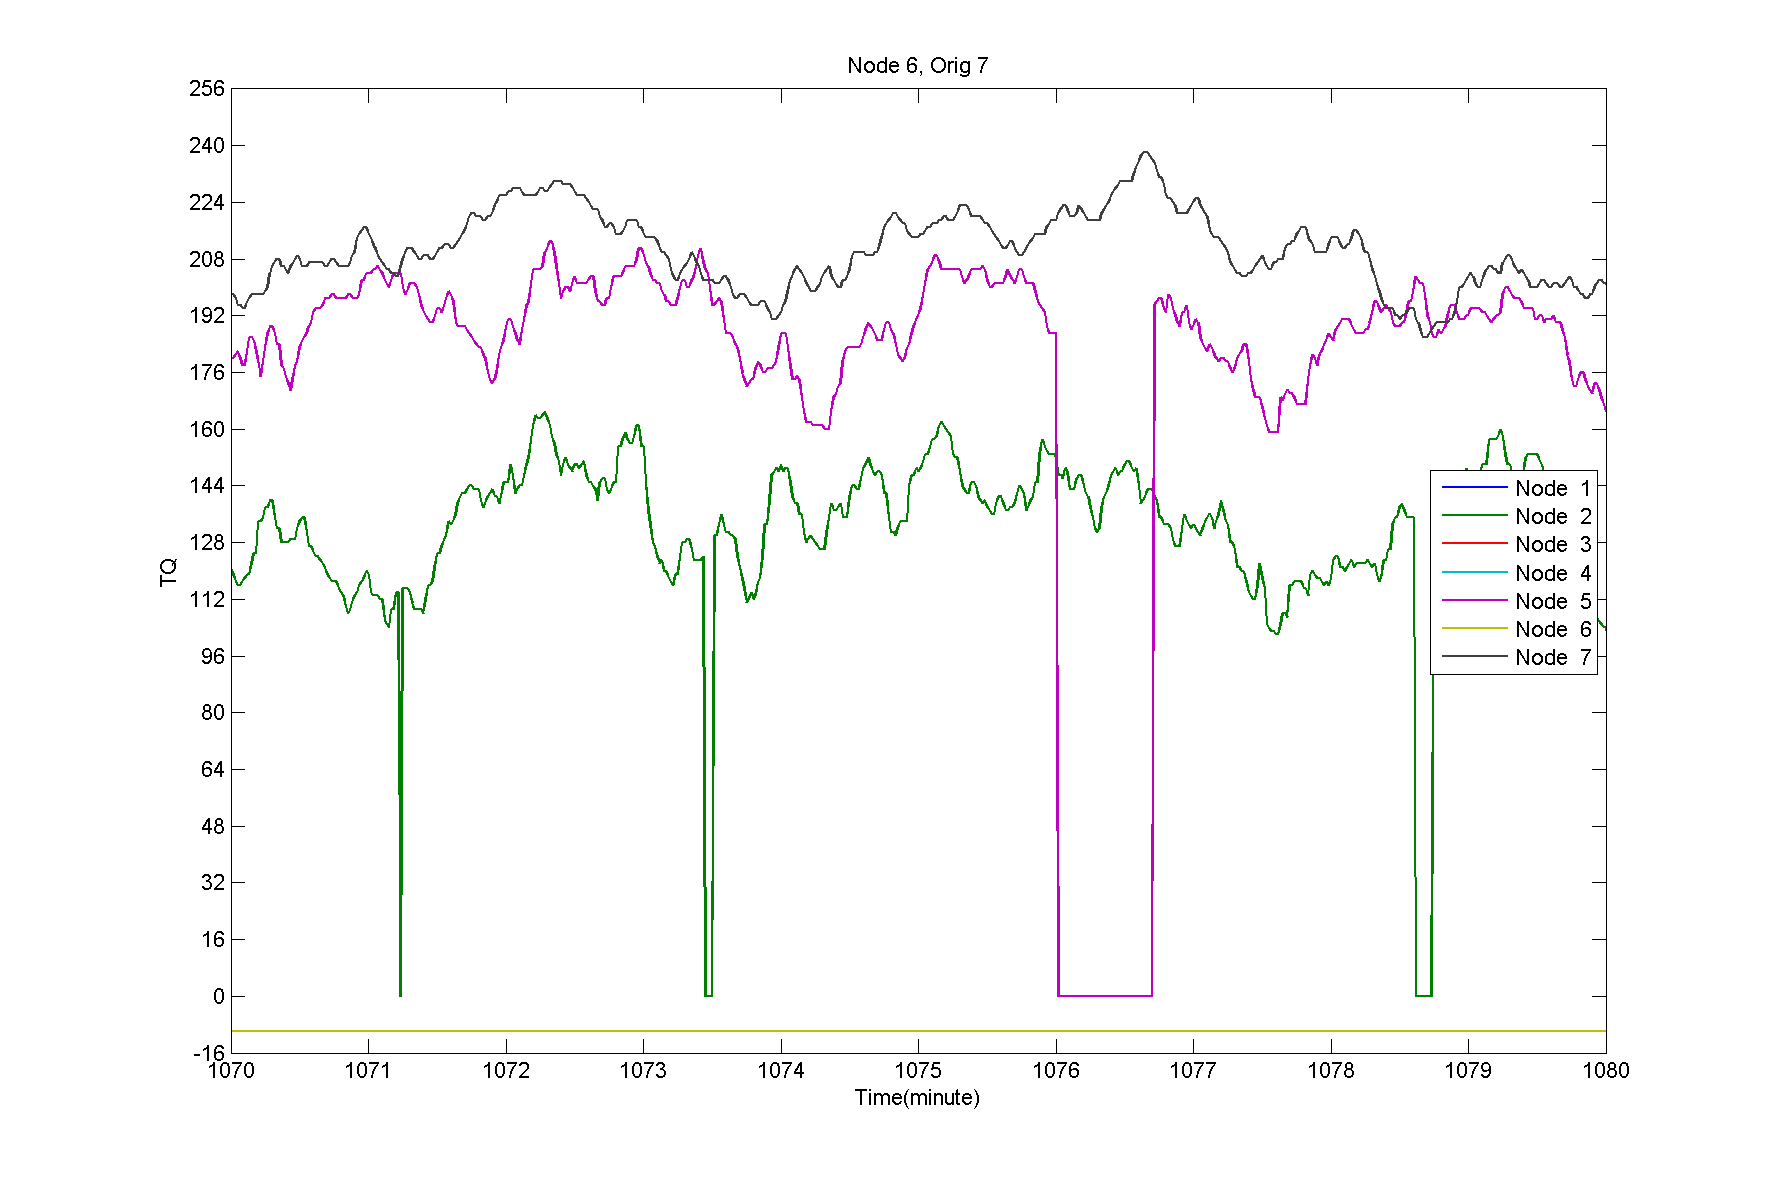 Node 6, Orig 7
256
240
224
208
192
176
160
144
128
112
96
80
64
48
32
16
0
-16
TQ
Node 1
Node 2
Node 3
Node 4
Node 5
Node 6
Node 7
1070 1071 1072 1073 1074 1075 1076 1077 1078 1079 1080
Time(minute)